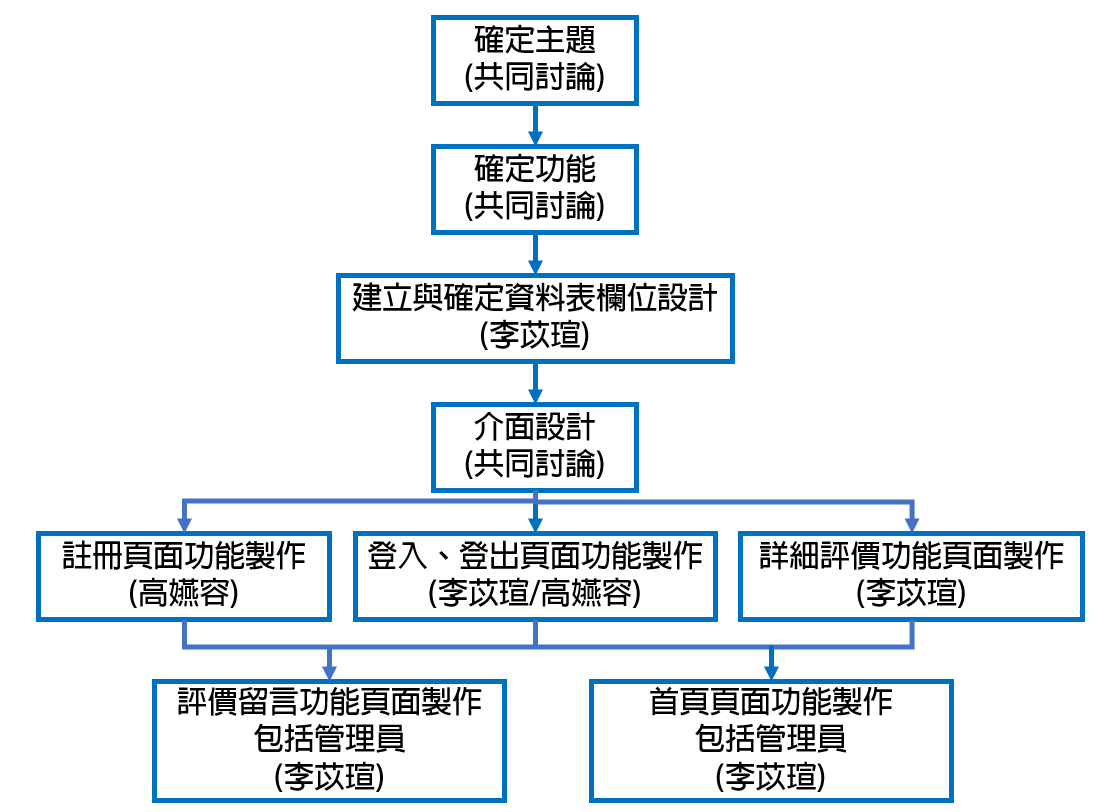 確定主題
(共同討論)
確定功能
(共同討論)
建立與確定資料表欄位設計
(李苡瑄)
介面設計
(共同討論)
註冊頁面功能製作
(高嬿容)
登入、登出頁面功能製作
(李苡瑄/高嬿容)
詳細評價功能頁面製作
(李苡瑄)
評價留言功能頁面製作
包括管理員
(李苡瑄)
首頁頁面功能製作
包括管理員
(李苡瑄)